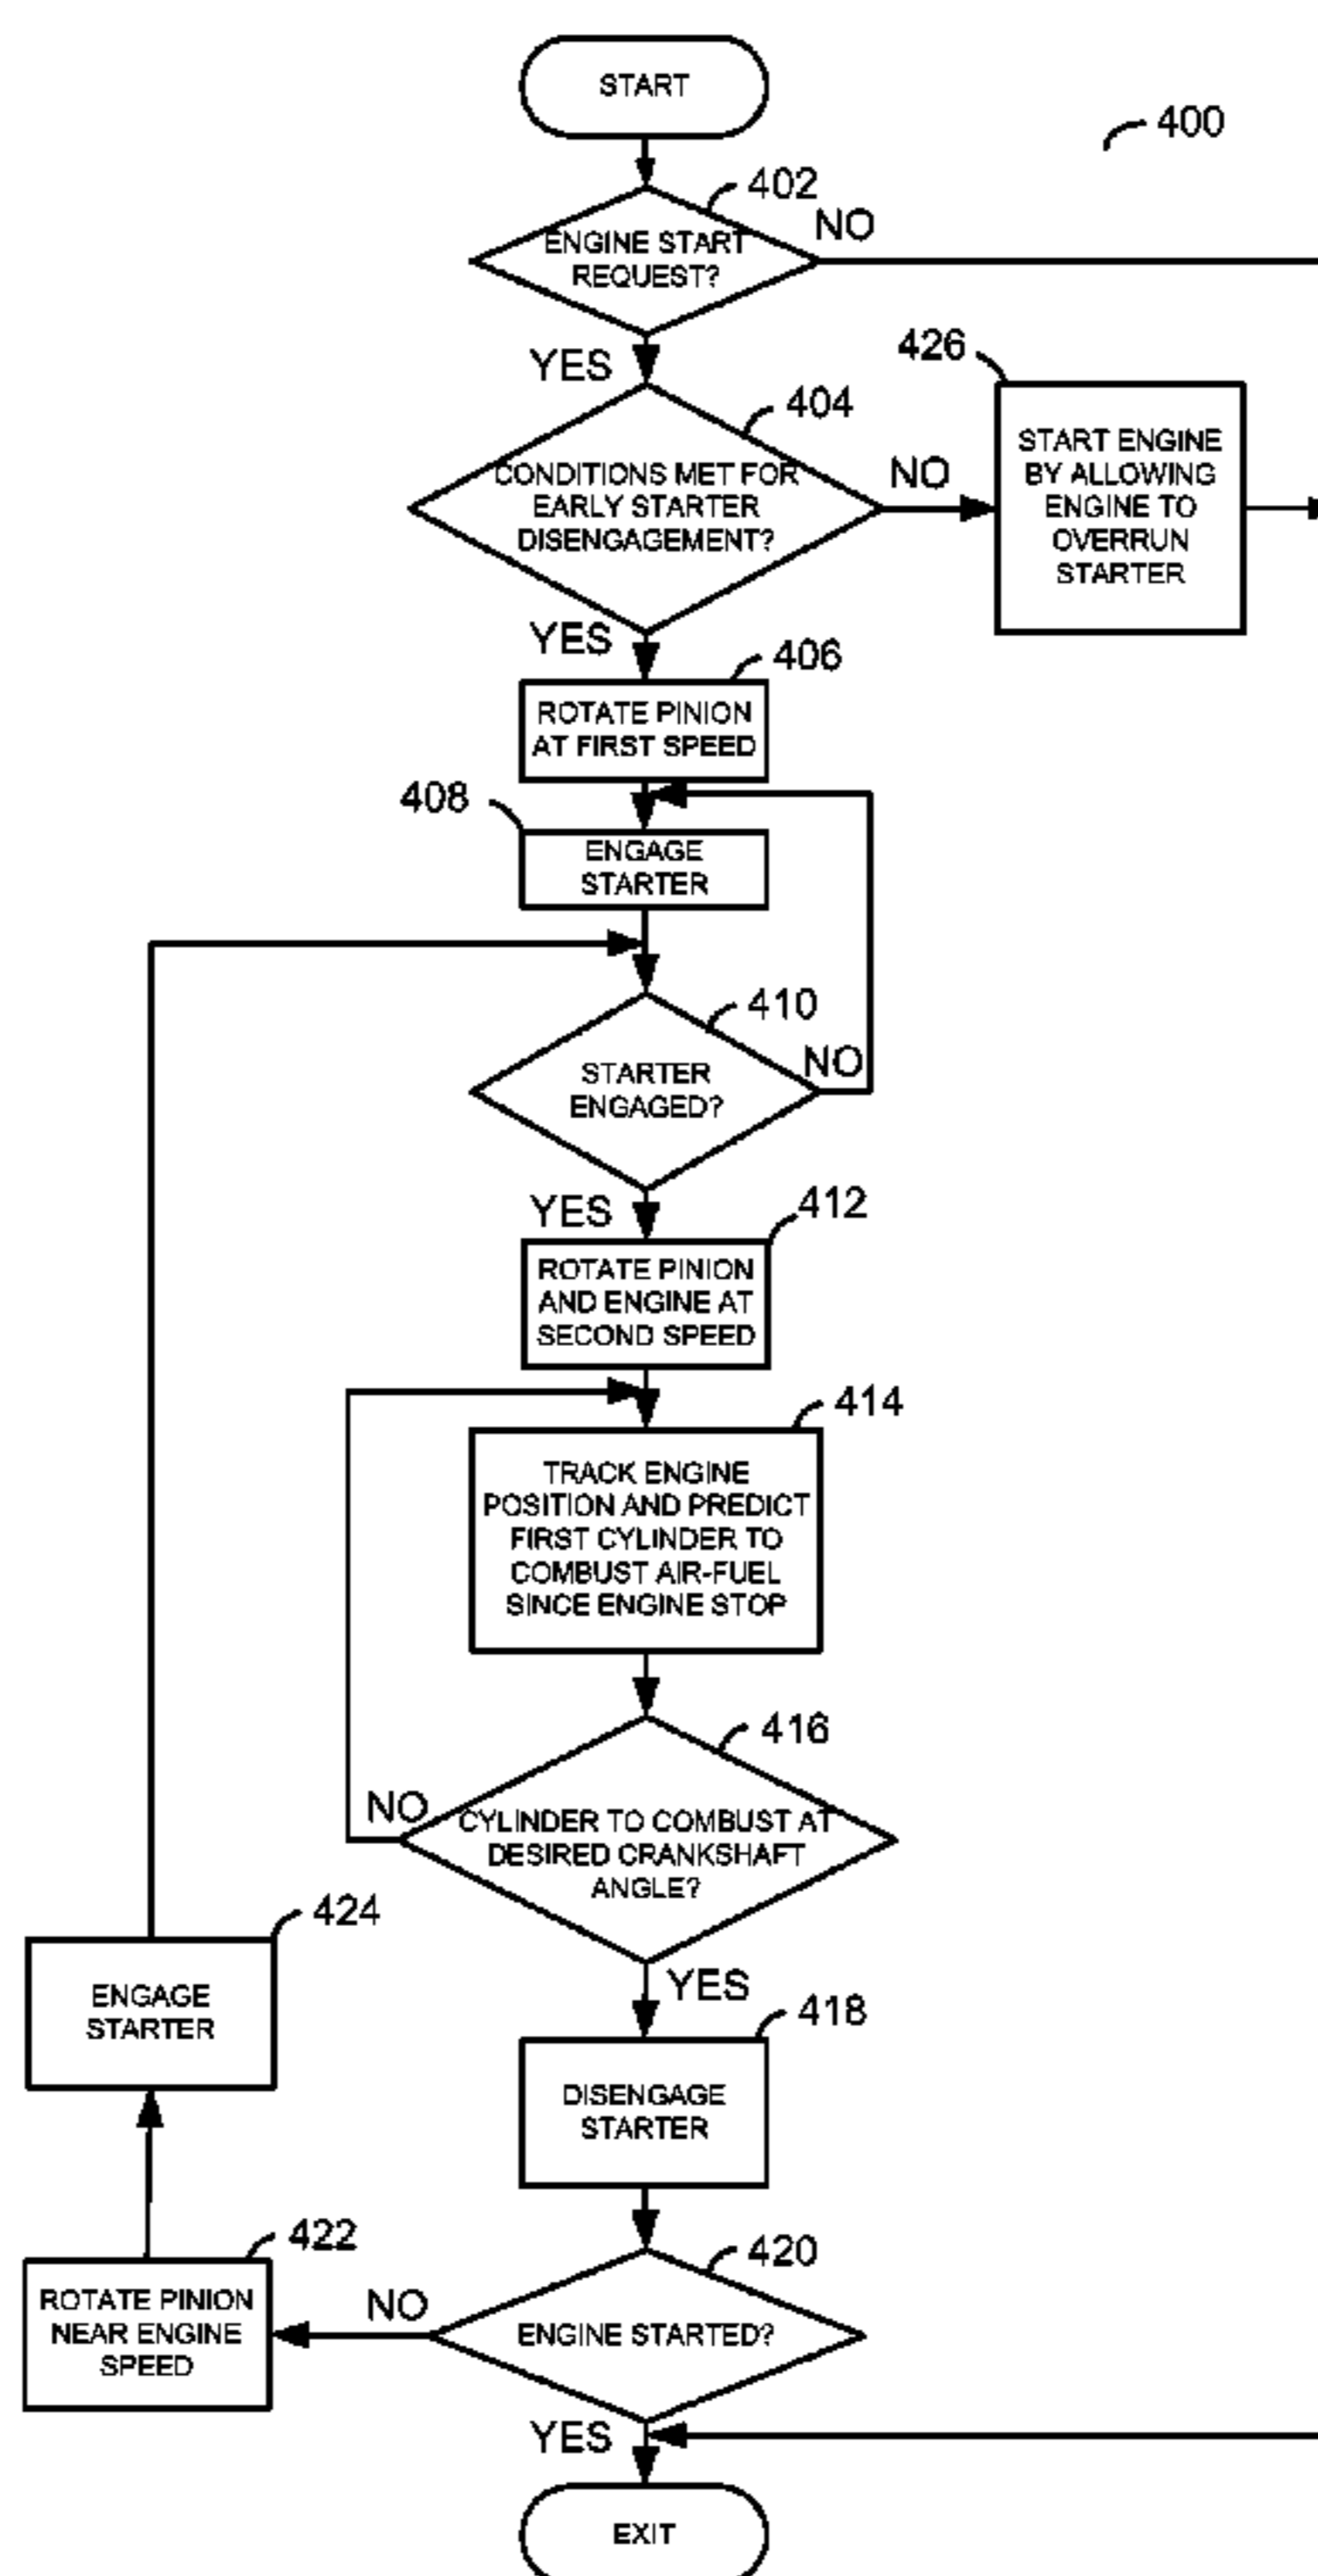 START
400
402
ENGINE START
REQUEST?
NO
YES
426
404
CONDITIONS MET FOR
EARLY STARTER
DISENGAGEMENT?
NO
START ENGINE
BY ALLOWING
ENGINE TO
OVERRUN
STARTER
YES
406
ROTATE PINION
AT FIRST SPEED
408
ENGAGE
STARTER
410
STARTER
ENGAGED?
NO
YES
412
ROTATE PINION
AND ENGINE AT
SECOND SPEED
414
TRACK ENGINE
POSITION AND PREDICT
FIRST CYLINDER TO
COMBUST AIR-FUEL
SINCE ENGINE STOP
416
NO
CYLINDER TO COMBUST AT
DESIRED CRANKSHAFT
ANGLE?
424
ENGAGE
STARTER
YES
418
DISENGAGE
STARTER
422
ROTATE PINION
NEAR ENGINE
SPEED
NO
420
ENGINE STARTED?
YES
EXIT